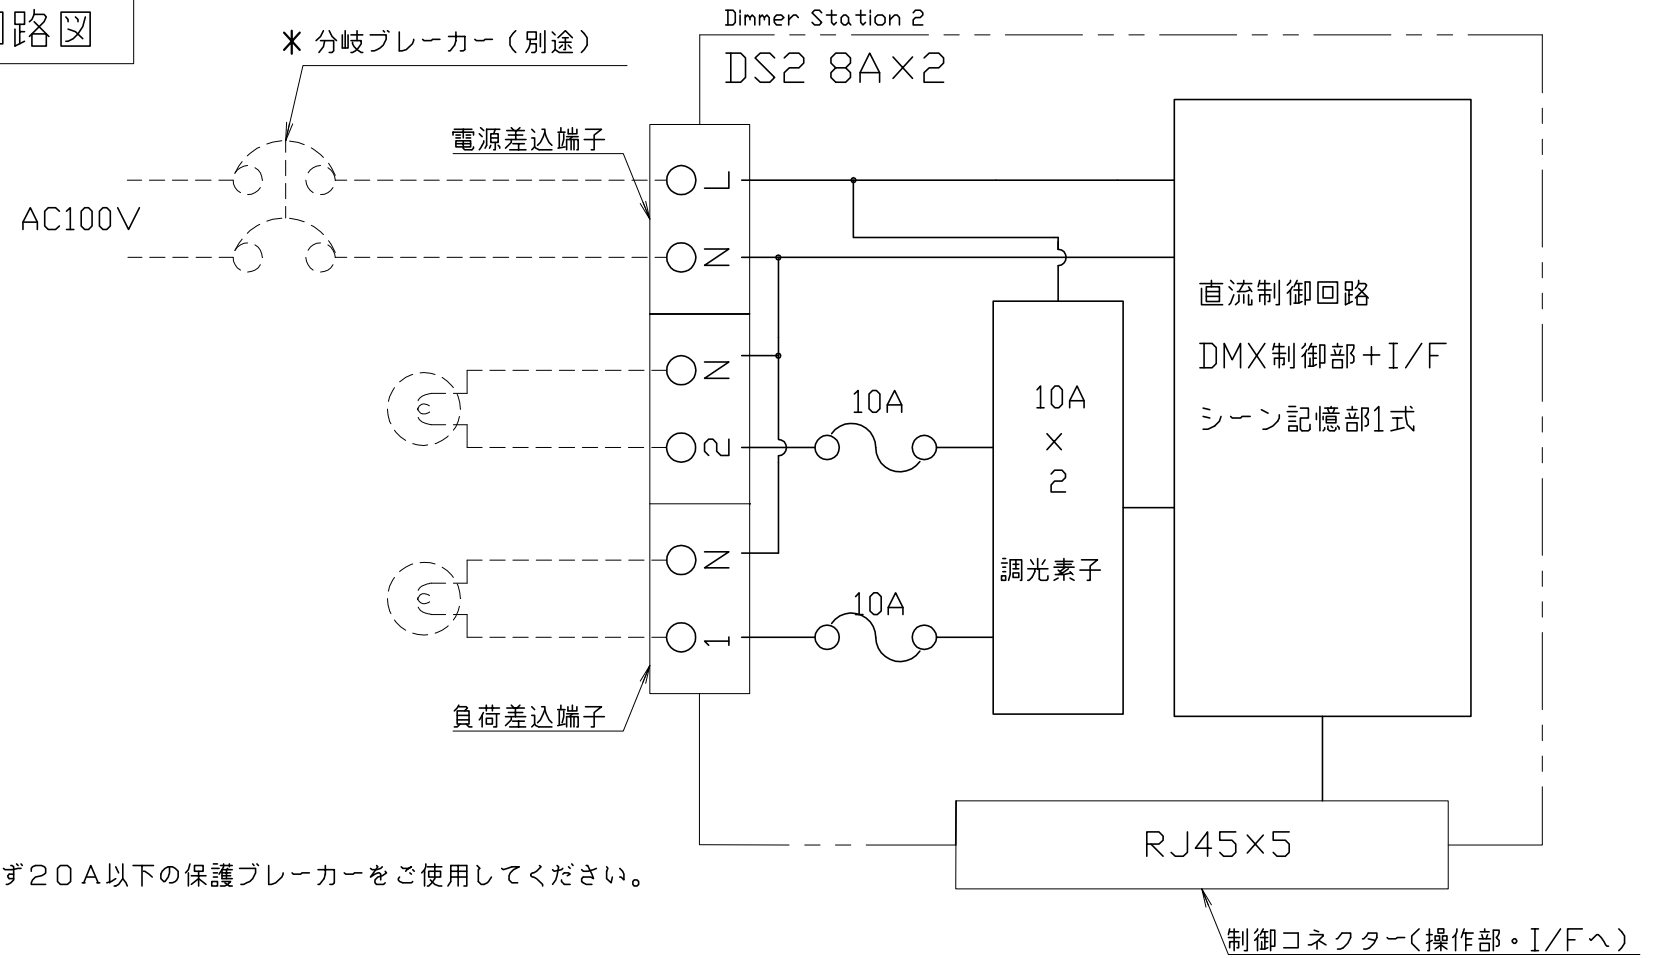 路図
Dimmer Station 2
DS2 8A×2
* 分岐ブレーカー（別途）
電源差込端子
AC100V
L
N
N
2
N
1
10A
10A
10A
×
2
調光素子
直流制御回路
DMX制御部+I/F
シーン記憶部1式
負荷差込端子
RJ45×5
ず20A以下の保護ブレーカーをご使用してください。
制御コネクター(操作部・I/Fへ)